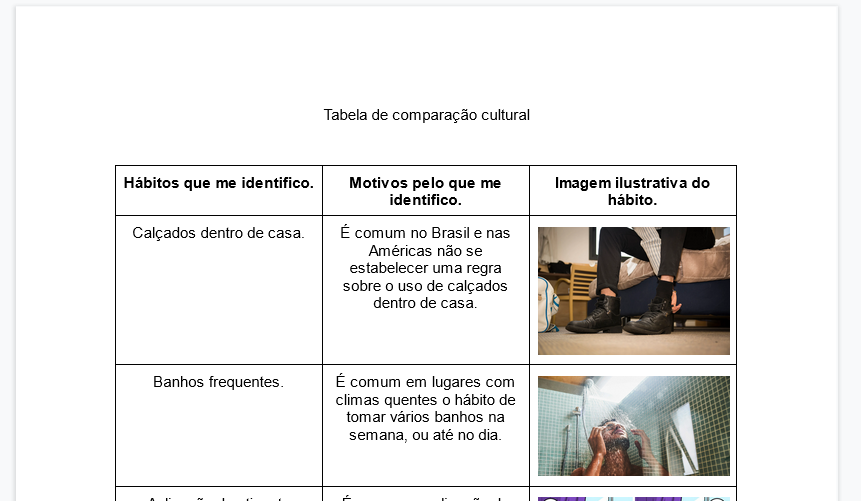 Tabela de comparação cultural
Hábitos que me identifico.
Motivos pelo que me
identifico.
Imagem ilustrativa do
hábito.
Calçados dentro de casa.
É comum no Brasil e nas
Américas não se
estabelecer uma regra
sobre o uso de calçados
dentro de casa.
Banhos frequentes.
É comum em lugares com
climas quentes o hábito de
tomar vários banhos na
semana, ou até no dia.